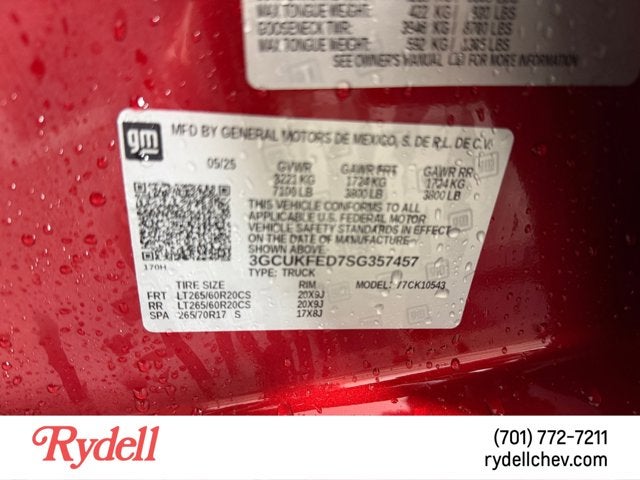 MAX TONGUE WEIGHT: 422 KG / 930 LBS
GOOSENECK TWR: 3946 KG / 8700 LBS
MAX TONGUE WEIGHT: 592 KG / 1305 LBS
SEE OWNER'S MANUAL FOR MORE INFORMATION
gm
MFD BY GENERAL MOTORS DE MEXICO, S. DE R.L. DE C.V.
05/25 GVWR GAWR FRT GAWR RR
3221 KG 1724 KG 1724 KG
7100 LB 3800 LB 3800 LB
THIS VEHICLE CONFORMS TO ALL
APPLICABLE U.S. FEDERAL MOTOR
VEHICLE SAFETY STANDARDS IN EFFECT
ON THE DATE OF MANUFACTURE
SHOWN ABOVE.
3GCUKFED7SG357457
170H TYPE: TRUCK
TIRE SIZE RIM MODEL: 77CK10543
FRT LT265/60R20CS 20X9J
RR LT265/60R20CS 20X9J
SPA 265/70R17 S 17X8J
Rydell
(701) 772-7211
rydellchev.com